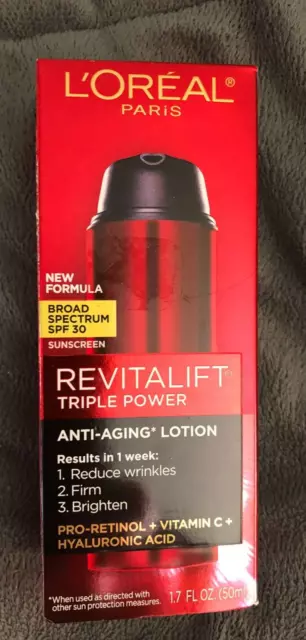 L'ORÉAL®
PARIS
NEW
FORMULA
BROAD
SPECTRUM
SPF 30
SUNSCREEN
REVITALIFT
TRIPLE POWER
ANTI-AGING* LOTION
Results in 1 week:
1. Reduce wrinkles
2. Firm
3. Brighten
PRO-RETINOL + VITAMIN C +
HYALURONIC ACID
*When used as directed with
other sun protection measures.
1.7 FL. OZ. (50m